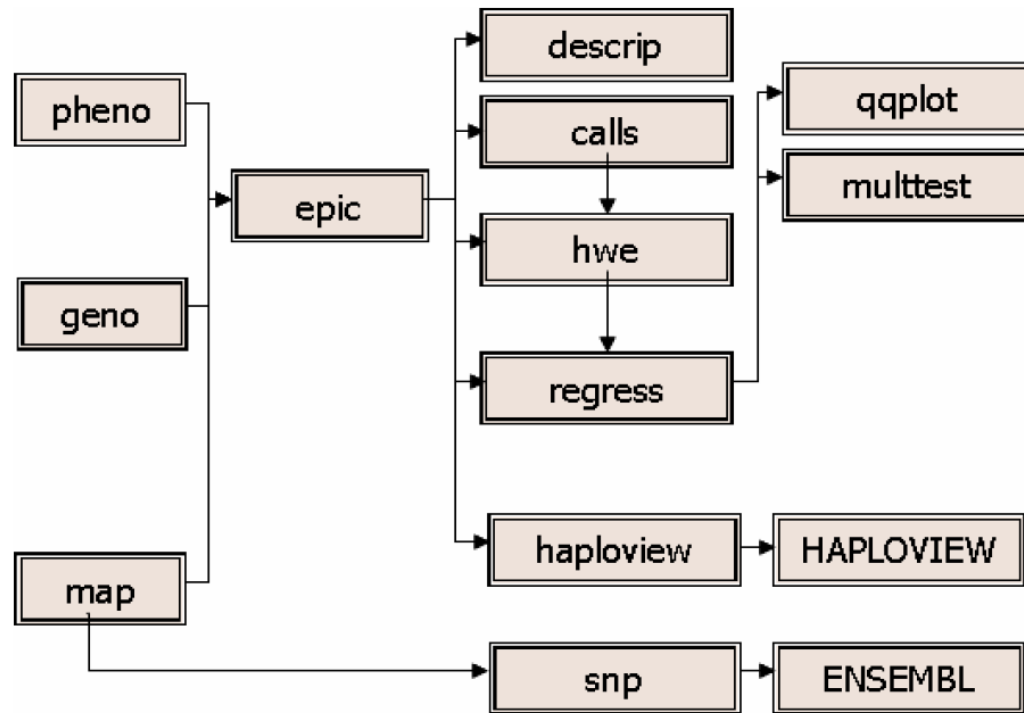 pheno
geno
map
epic
descrip
calls
hwe
regress
haploview
snp
qqplot
multtest
HAPLOVIEW
ENSEMBL